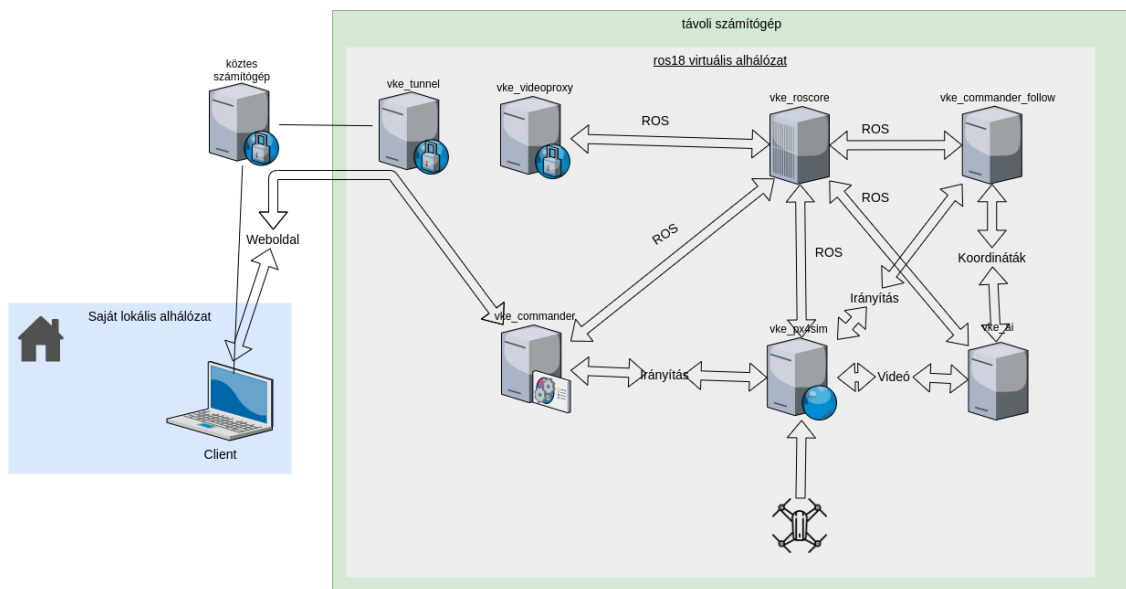 távoli számítógép
ros18 virtuális alhálózat
köztes
számítógép
vke_tunnel
vke_videoproxy
vke_roscore
vke_commander_follow
ROS
ROS
ROS
ROS
ROS
Weboldal
Koordináták
Irányítás
Saját lokális alhálózat
vke_commander
vke_px4sim
vke_ai
Irányítás
Videó
Client